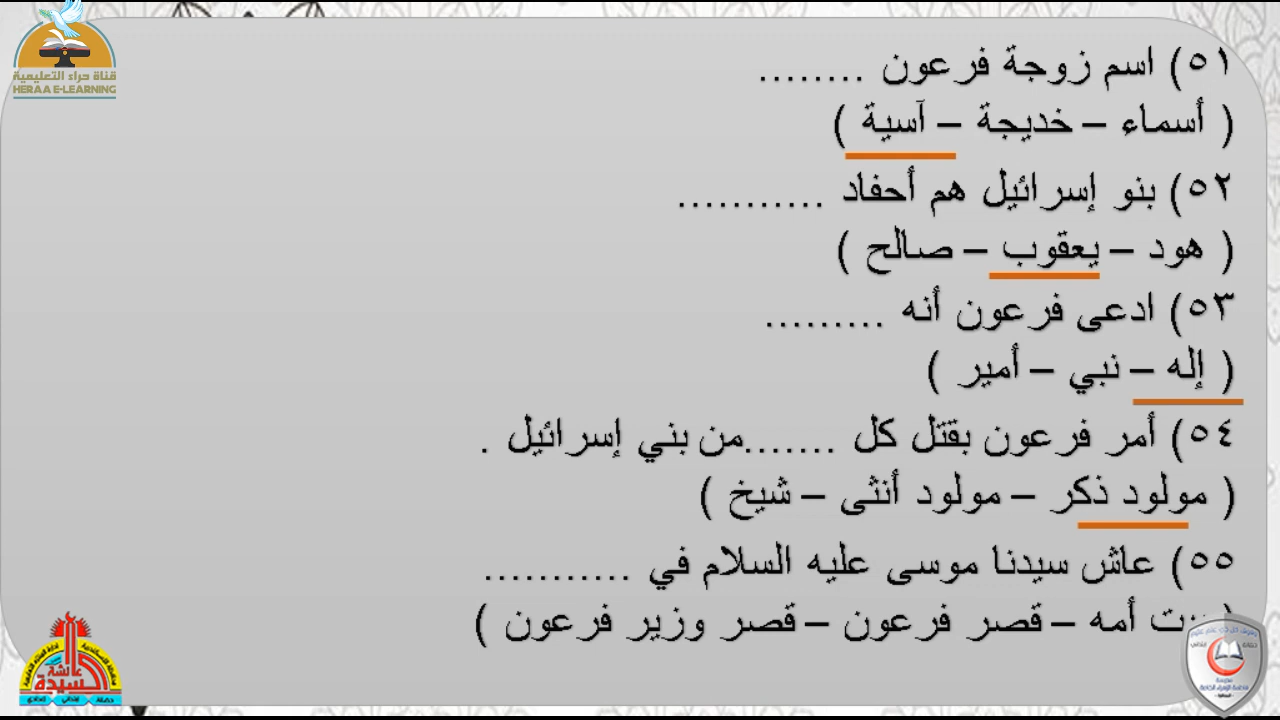 قناة حراء التعليمية
HERAA E-LEARNING
٥١) اسم زوجة فرعون ........
( أسماء – خديجة – آسية )
٥٢) بنو إسرائيل هم أحفاد ...........
( هود – يعقوب – صالح )
٥٣) ادعى فرعون أنه .........
( إله – نبي – أمير )
٥٤) أمر فرعون بقتل كل .......من بني إسرائيل .
( مولود ذكر – مولود أنثى – شيخ )
٥٥) عاش سيدنا موسى عليه السلام في ...........
أمه – قصر فرعون – قصر وزير فرعون )
عائشة
السيدة